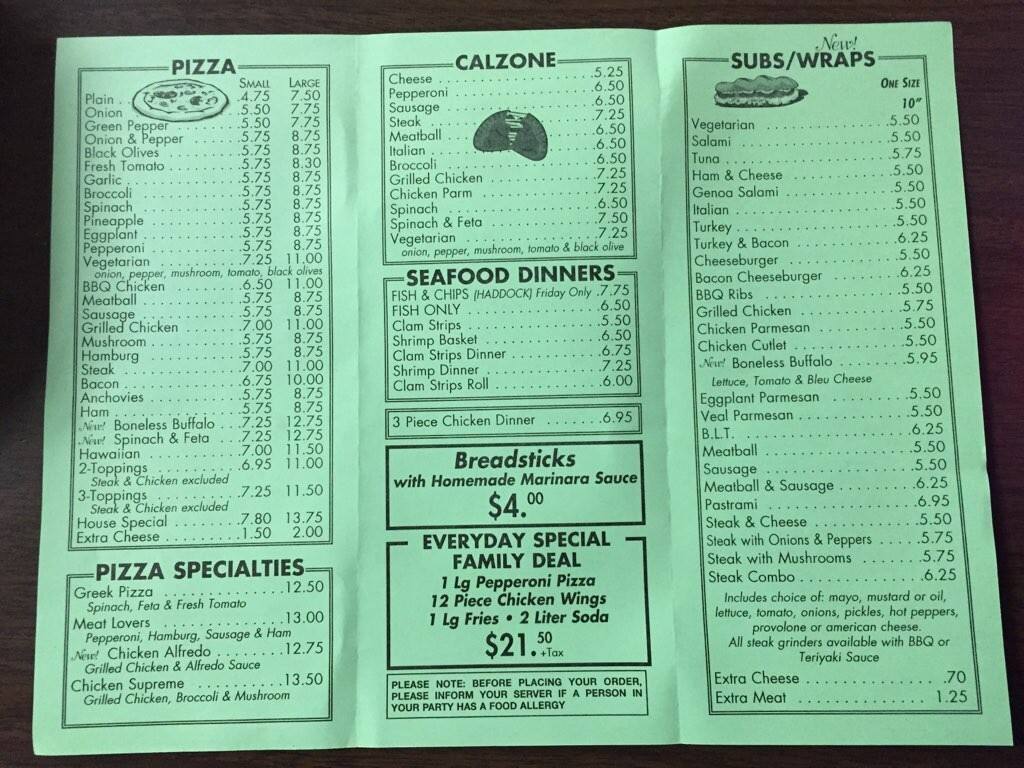 PIZZA
SMALL LARGE
Plain . . 4.75 7.50
Onion 5.50 7.75
Green Pepper 5.50 7.75
Onion & Pepper . . . . . . .5.75 8.75
Black Olives . . . . . . . . .5.75 8.75
Fresh Tomato . . . . . . . .5.75 8.30
Garlic . . . . . . . . . . . .5.75 8.75
Broccoli . . . . . . . . . . .5.75 8.75
Spinach . . . . . . . . . . .5.75 8.75
Pineapple . . . . . . . . . .5.75 8.75
Eggplant . . . . . . . . . . .5.75 8.75
Pepperoni . . . . . . . . . .5.75 8.75
Vegetarian . . . . . . . . . .7.25 11.00
onion, pepper, mushroom, tomato, black olives
BBQ Chicken . . . . . . . .6.50 11.00
Meatball . . . . . . . . . . .5.75 8.75
Sausage . . . . . . . . . . .5.75 8.75
Grilled Chicken . . . . . . .7.00 11.00
Mushroom . . . . . . . . . .5.75 8.75
Hamburg . . . . . . . . . . .5.75 8.75
Steak . . . . . . . . . . . . .7.00 11.00
Bacon . . . . . . . . . . . . .6.75 10.00
Anchovies . . . . . . . . . .5.75 8.75
Ham . . . . . . . . . . . . . .5.75 8.75
New! Boneless Buffalo . .7.25 12.75
New! Spinach & Feta . . .7.25 12.75
Hawaiian . . . . . . . . . . .7.00 11.50
2-Toppings . . . . . . . . . .6.95 11.00
Steak & Chicken excluded
3-Toppings . . . . . . . . . .7.25 11.50
Steak & Chicken excluded
House Special . . . . . . . .7.80 13.75
Extra Cheese . . . . . . . . .1.50 2.00
PIZZA SPECIALTIES
Greek Pizza . . . . . . . . . . . . .12.50
Spinach, Feta & Fresh Tomato
Meat Lovers . . . . . . . . . . . . .13.00
Pepperoni, Hamburg, Sausage & Ham
New! Chicken Alfredo . . . . . . . .12.75
Grilled Chicken & Alfredo Sauce
Chicken Supreme . . . . . . . . . .13.50
Grilled Chicken, Broccoli & Mushroom
CALZONE
Cheese . . . . . . . . . . . . . . . . .5.25
Pepperoni . . . . . . . . . . . . . . .6.50
Sausage . . . . . . . . . . . . . . . .6.50
Steak . . . . . . . . . . . . . . . . . .7.25
Meatball . . . . . . . . . . . . . . . .6.50
Italian . . . . . . . . . . . . . . . . . .6.50
Broccoli . . . . . . . . . . . . . . . . .6.50
Grilled Chicken . . . . . . . . . . . .7.25
Chicken Parm . . . . . . . . . . . . .7.25
Spinach . . . . . . . . . . . . . . . . .6.50
Spinach & Feta . . . . . . . . . . . .7.50
Vegetarian . . . . . . . . . . . . . . .7.25
onion, pepper, mushroom, tomato & black olive
SEAFOOD DINNERS
FISH & CHIPS (HADDOCK) Friday Only .7.75
FISH ONLY . . . . . . . . . . . . . . .6.50
Clam Strips . . . . . . . . . . . . . . .5.50
Shrimp Basket . . . . . . . . . . . . .6.50
Clam Strips Dinner . . . . . . . . . .6.75
Shrimp Dinner . . . . . . . . . . . . .7.25
Clam Strips Roll . . . . . . . . . . . .6.00
3 Piece Chicken Dinner . . . . . . .6.95
Breadsticks
with Homemade Marinara Sauce
$4.00
EVERYDAY SPECIAL
FAMILY DEAL
1 Lg Pepperoni Pizza
12 Piece Chicken Wings
1 Lg Fries • 2 Liter Soda
$21.50 +Tax
PLEASE NOTE: BEFORE PLACING YOUR ORDER,
PLEASE INFORM YOUR SERVER IF A PERSON IN
YOUR PARTY HAS A FOOD ALLERGY
New!
SUBS/WRAPS
ONE SIZE
10"
Vegetarian . . . . . . . . . . . . . . .5.50
Salami . . . . . . . . . . . . . . . . . .5.50
Tuna . . . . . . . . . . . . . . . . . . .5.75
Ham & Cheese . . . . . . . . . . . . .5.50
Genoa Salami . . . . . . . . . . . . .5.50
Italian . . . . . . . . . . . . . . . . . .5.50
Turkey . . . . . . . . . . . . . . . . . .5.50
Turkey & Bacon . . . . . . . . . . . .6.25
Cheeseburger . . . . . . . . . . . . .5.50
Bacon Cheeseburger . . . . . . . . .6.25
BBQ Ribs . . . . . . . . . . . . . . . .5.50
Grilled Chicken . . . . . . . . . . . .5.75
Chicken Parmesan . . . . . . . . . .5.50
Chicken Cutlet . . . . . . . . . . . . .5.50
New! Boneless Buffalo . . . . . . . .5.95
Lettuce, Tomato & Bleu Cheese
Eggplant Parmesan . . . . . . . . . .5.50
Veal Parmesan . . . . . . . . . . . . .5.50
B.L.T. . . . . . . . . . . . . . . . . . . .6.25
Meatball . . . . . . . . . . . . . . . . .5.50
Sausage . . . . . . . . . . . . . . . . .5.50
Meatball & Sausage . . . . . . . . . .6.25
Pastrami . . . . . . . . . . . . . . . . .6.95
Steak & Cheese . . . . . . . . . . . .5.50
Steak with Onions & Peppers . . . . .5.75
Steak with Mushrooms . . . . . . . .5.75
Steak Combo . . . . . . . . . . . . . .6.25
Includes choice of: mayo, mustard or oil,
lettuce, tomato, onions, pickles, hot peppers,
provolone or american cheese.
All steak grinders available with BBQ or
Teriyaki Sauce
Extra Cheese . . . . . . . . . . . . . .70
Extra Meat . . . . . . . . . . . . . . 1.25